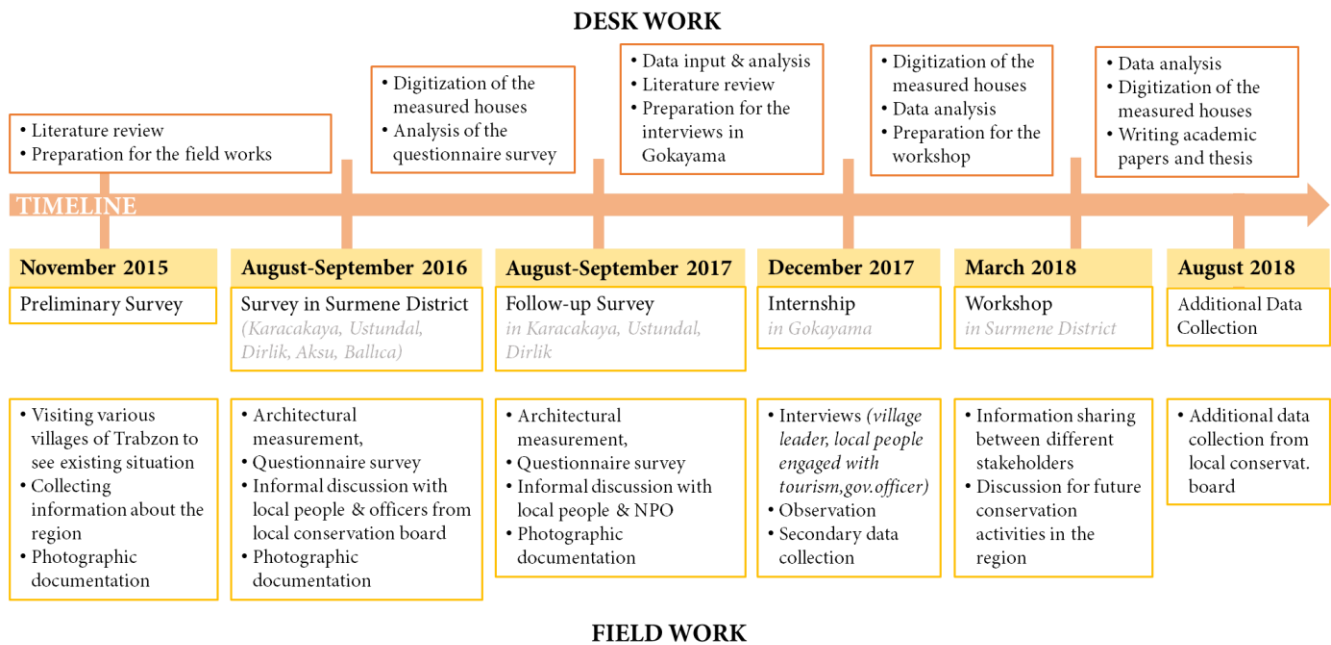 DESK WORK
• Literature review
• Preparation for the field works
• Digitization of the
measured houses
• Analysis of the
questionnaire survey
• Data input & analysis
• Literature review
• Preparation for the
interviews in
Gokayama
• Digitization of the
measured houses
• Data analysis
• Preparation for the
workshop
• Data analysis
• Digitization of the
measured houses
• Writing academic
papers and thesis
TIMELINE
November 2015
Preliminary Survey
August-September 2016
Survey in Surmene District
(Karacakaya, Ustundal,
Dirlik, Aksu, Ballıca)
August-September 2017
Follow-up Survey
in Karacakaya, Ustundal,
Dirlik
December 2017
Internship
in Gokayama
March 2018
Workshop
in Surmene District
August 2018
Additional Data
Collection
• Visiting various
villages of Trabzon to
see existing situation
• Collecting
information about the
region
• Photographic
documentation
• Architectural
measurement,
• Questionnaire survey
• Informal discussion with
local people & officers from
local conservation board
• Photographic
documentation
• Architectural
measurement,
• Questionnaire survey
• Informal discussion with
local people & NPO
• Photographic
documentation
• Interviews (village
leader, local people
engaged with
tourism,gov.officer)
• Observation
• Secondary data
collection
• Information sharing
between different
stakeholders
• Discussion for future
conservation
activities in the
region
• Additional data
collection from
local conservat.
board
FIELD WORK